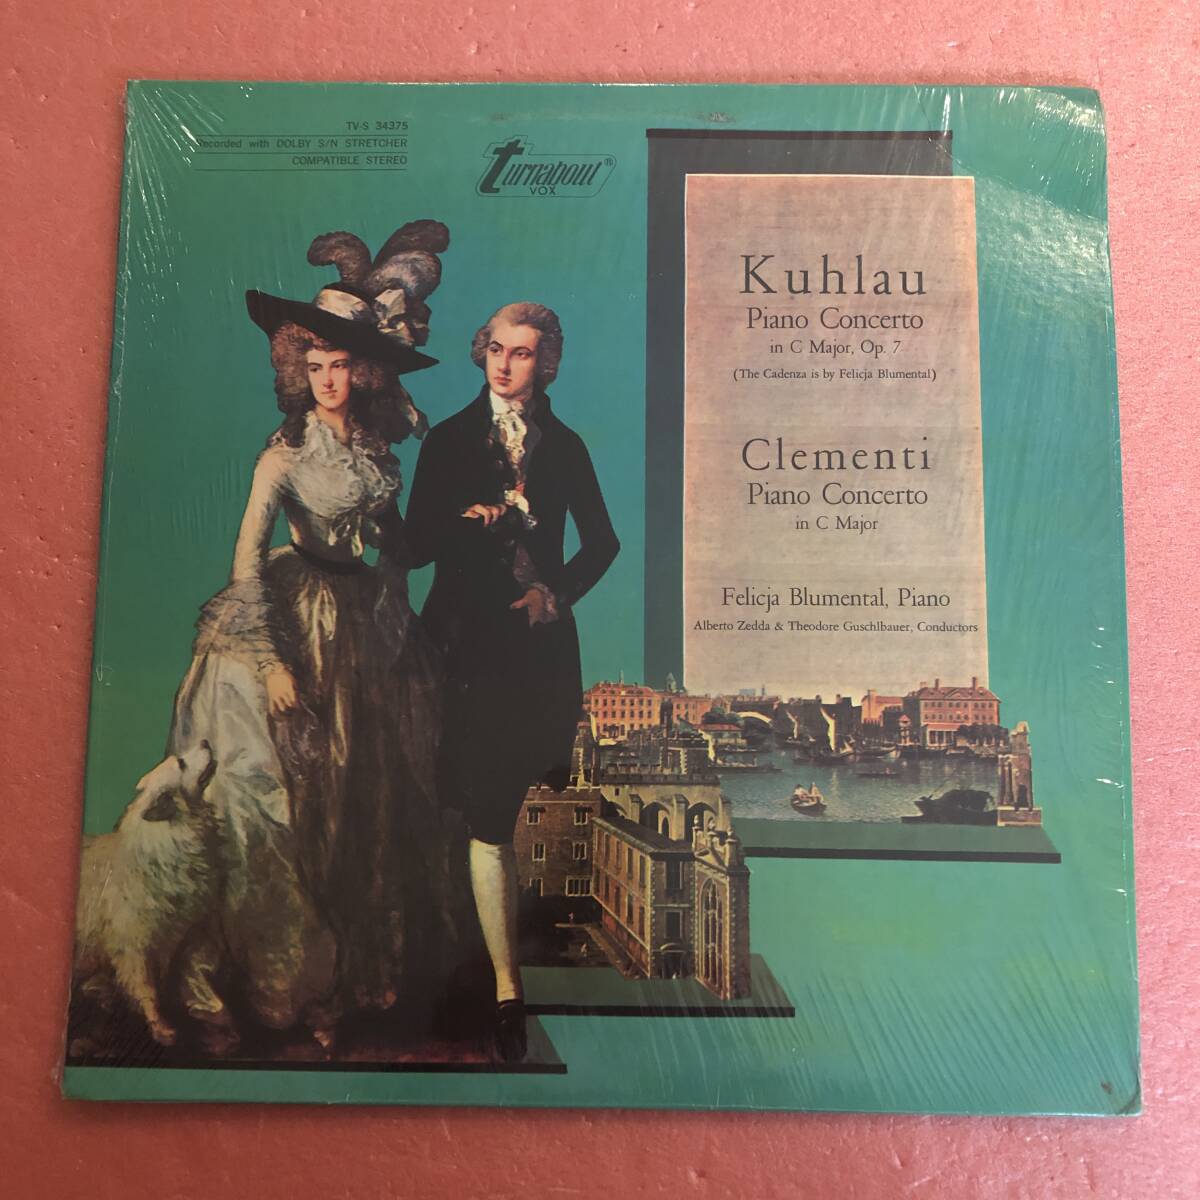 TV-S 34375
Recorded with DOLBY S/N STRETCHER
COMPATIBLE STEREO
turnabout®
VOX
Kuhlau
Piano Concerto
in C Major, Op. 7
(The Cadenza is by Felicja Blumental)
Clementi
Piano Concerto
in C Major
Felicja Blumental, Piano
Alberto Zedda & Theodore Guschlbauer, Conductors